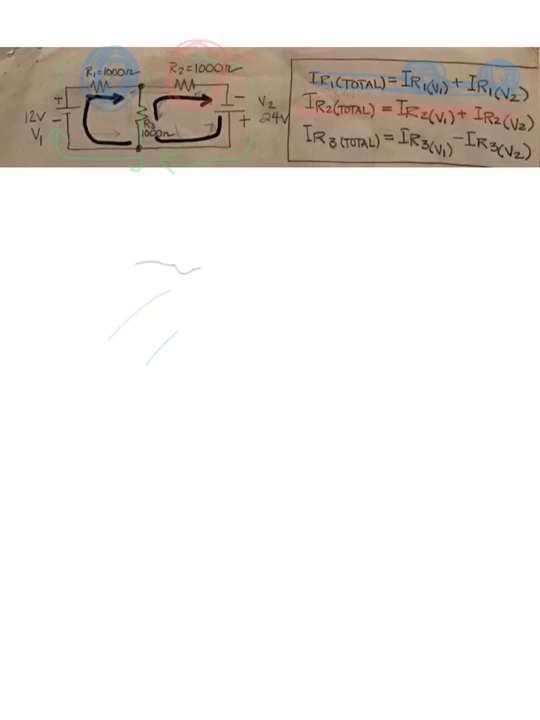 R₁=1000Ω
R₂=1000Ω
+
-
12V
-
V₁
R₃
1000Ω
V₂
+
24V
IR₁(TOTAL) = IR₁(V₁) + IR₁(V₂)
IR₂(TOTAL) = IR₂(V₁) + IR₂(V₂)
IR₃(TOTAL) = IR₃(V₁) - IR₃(V₂)